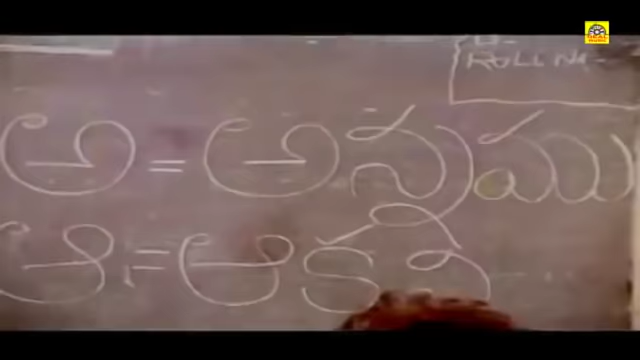 ROLL No-
అ = అన్నము
ఆ = ఆకు